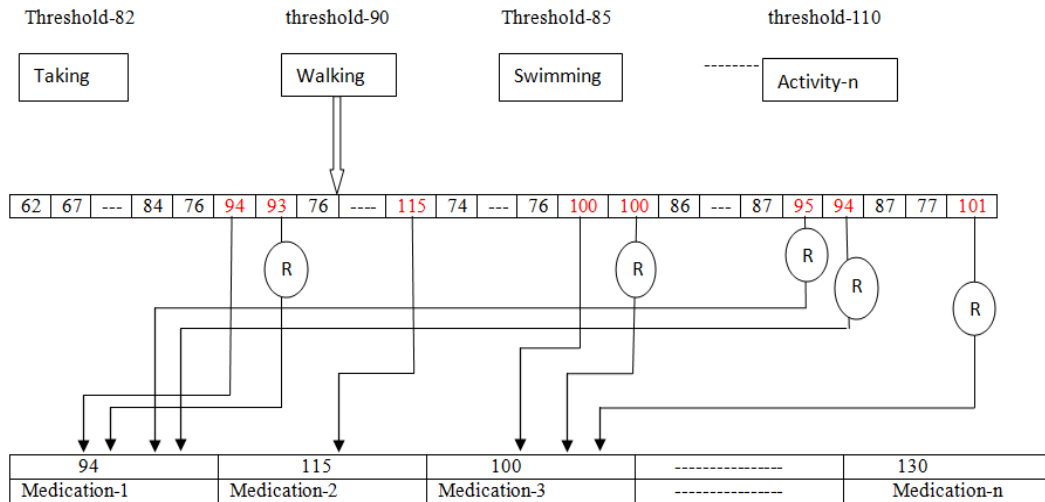 Threshold-82 threshold-90 Threshold-85 threshold-110
Taking Walking Swimming -------- Activity-n
62 67 --- 84 76 94 93 76 ---- 115 74 --- 76 100 100 86 --- 87 95 94 87 77 101
R R R R R
94 115 100 ---------------- 130
Medication-1 Medication-2 Medication-3 ---------------- Medication-n